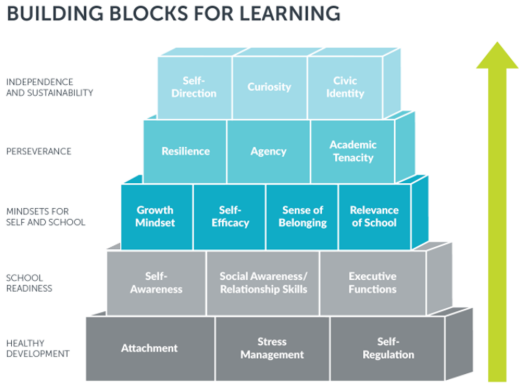 BUILDING BLOCKS FOR LEARNING
INDEPENDENCE
AND SUSTAINABILITY
Self-
Direction
Curiosity
Civic
Identity
PERSEVERANCE
Resilience
Agency
Academic
Tenacity
MINDSETS FOR
SELF AND SCHOOL
Growth
Mindset
Self-
Efficacy
Sense of
Belonging
Relevance
of School
SCHOOL
READINESS
Self-
Awareness
Social Awareness/
Relationship Skills
Executive
Functions
HEALTHY
DEVELOPMENT
Attachment
Stress
Management
Self-
Regulation